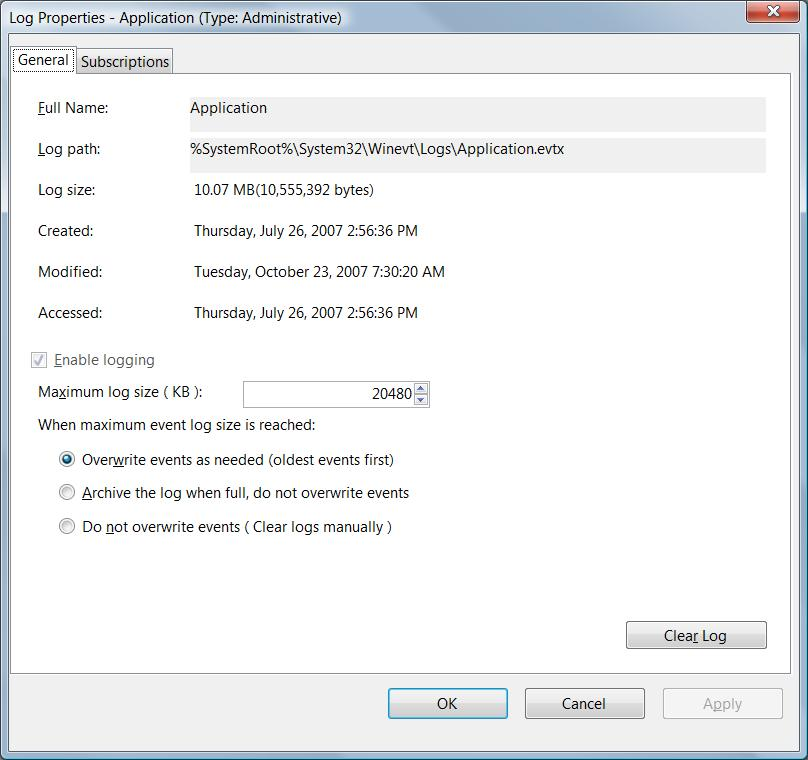 Log Properties - Application (Type: Administrative)
General Subscriptions
Full Name: Application
Log path: %SystemRoot%\System32\Winevt\Logs\Application.evtx
Log size: 10.07 MB(10,555,392 bytes)
Created: Thursday, July 26, 2007 2:56:36 PM
Modified: Tuesday, October 23, 2007 7:30:20 AM
Accessed: Thursday, July 26, 2007 2:56:36 PM
Enable logging
Maximum log size ( KB ): 20480
When maximum event log size is reached:
Overwrite events as needed (oldest events first)
Archive the log when full, do not overwrite events
Do not overwrite events ( Clear logs manually )
Clear Log
OK Cancel Apply